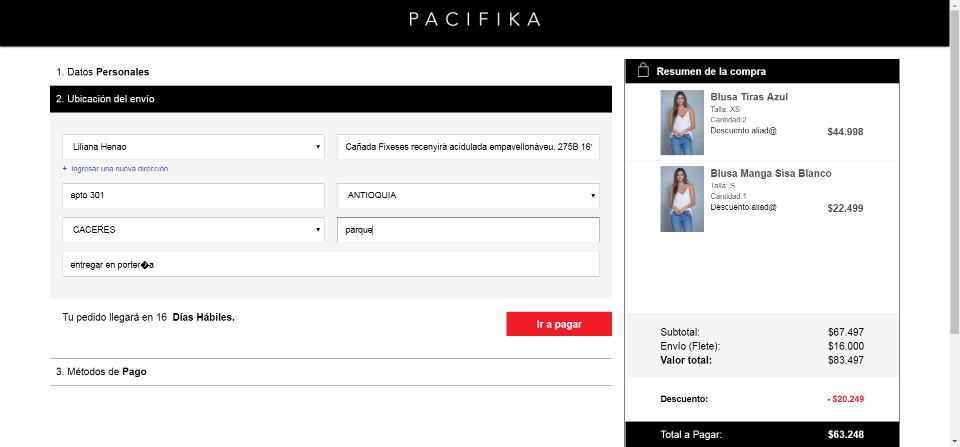 PACIFIKA
1. Datos Personales
2. Ubicación del envío
Liliana Henao
Cañada Fixeses recenyirà acidulada empavellonàveu, 275B 16
+ Ingresar una nueva dirección
apto 301
ANTIOQUIA
CACERES
parque
entregar en porter�a
Tu pedido llegará en 16 Días Hábiles.
Ir a pagar
3. Métodos de Pago
Resumen de la compra
Blusa Tiras Azul
Talla: XS
Cantidad:2
Descuento aliad@
$44.998
Blusa Manga Sisa Blanco
Talla: S
Cantidad:1
Descuento aliad@
$22.499
Subtotal: $67.497
Envío (Flete): $16.000
Valor total: $83.497
Descuento: - $20.249
Total a Pagar: $63.248